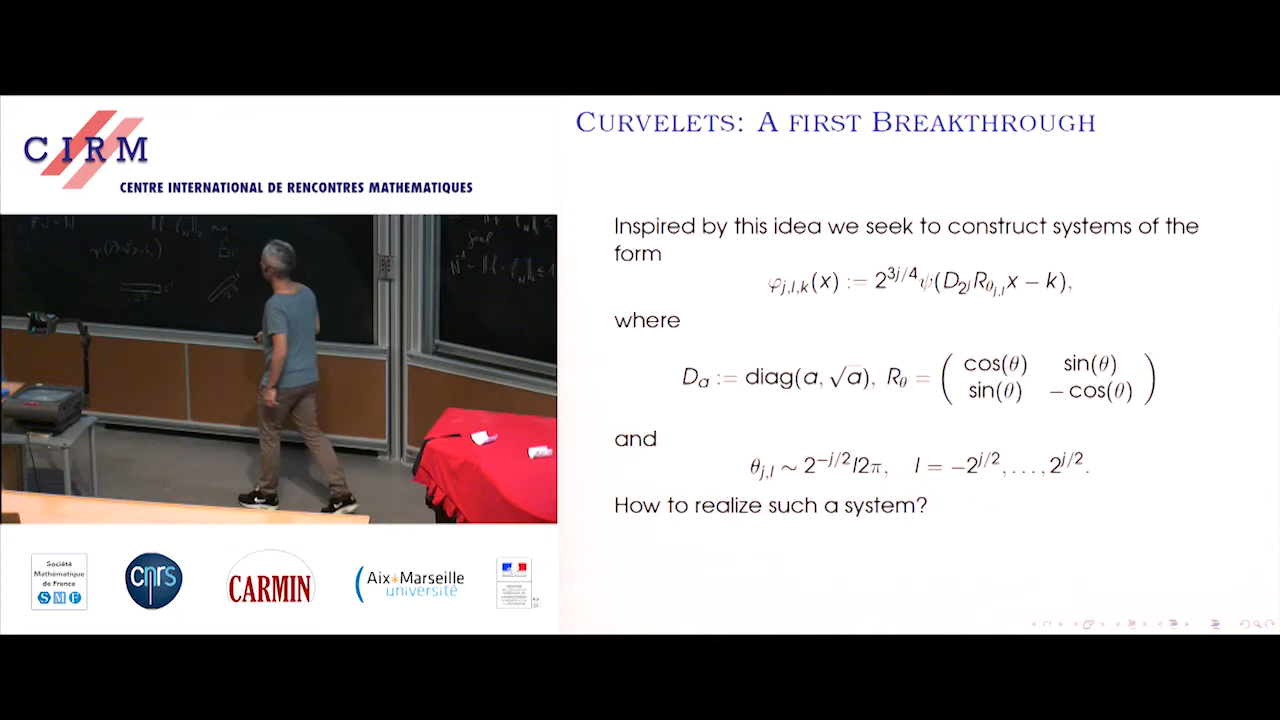 CIRM
CENTRE INTERNATIONAL DE RENCONTRES MATHEMATIQUES
CURVELETS: A FIRST BREAKTHROUGH
Inspired by this idea we seek to construct systems of the
form
φ_{j,l,k}(x) := 2^{3j/4}ψ(D_{2^j}R_{θ_{j,l}}x − k),
where
D_a := diag(a, √a), R_θ = ( cos(θ) sin(θ)
sin(θ) − cos(θ) )
and
θ_{j,l} ∼ 2^{−j/2}l2π, l = −2^{j/2}, . . . , 2^{j/2}.
How to realize such a system?
Goal
Société
Mathématique
de France
SMF
cnrs
CARMIN
Aix*Marseille
université